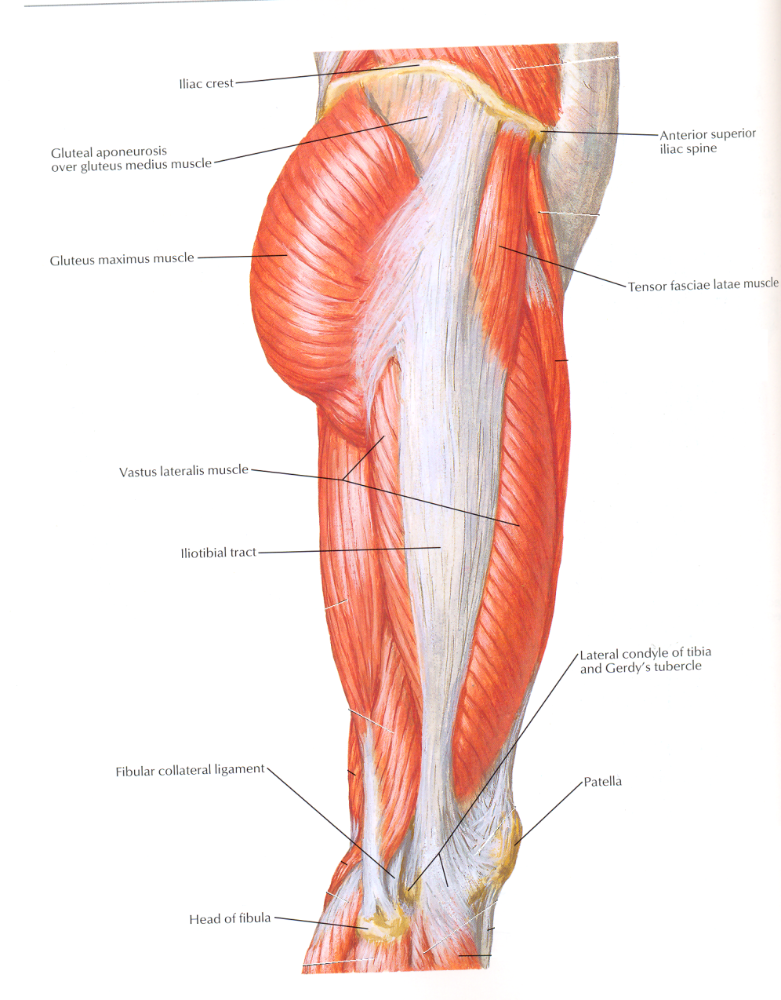 Iliac crest
Anterior superior
iliac spine
Gluteal aponeurosis
over gluteus medius muscle
Gluteus maximus muscle
Tensor fasciae latae muscle
Vastus lateralis muscle
Iliotibial tract
Lateral condyle of tibia
and Gerdy's tubercle
Fibular collateral ligament
Patella
Head of fibula